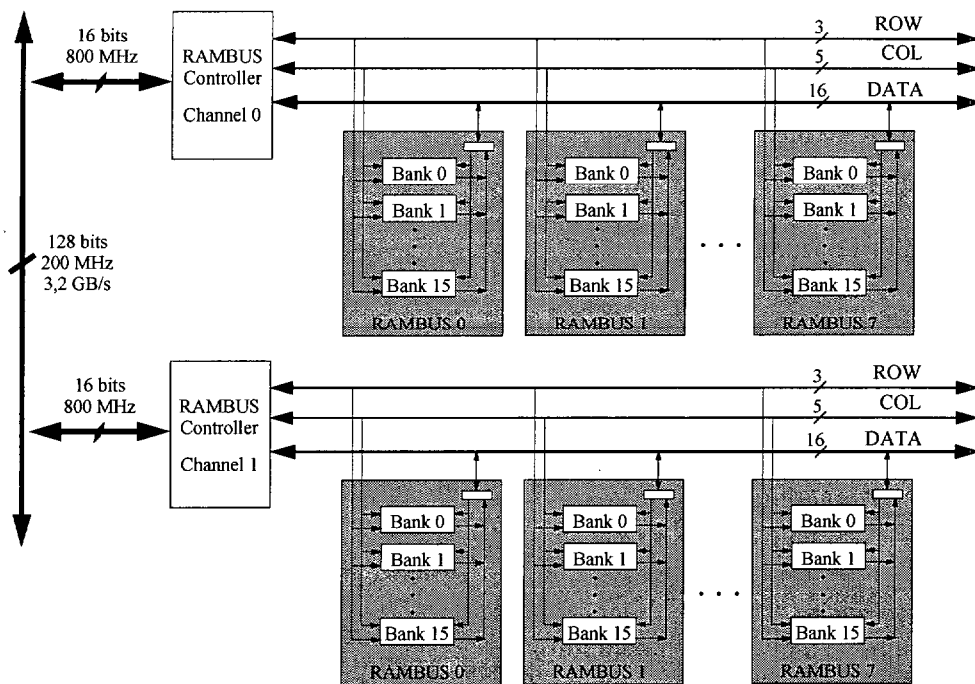 16 bits
800 MHz
RAMBUS
Controller
Channel 0
3 ROW
5 COL
16 DATA
Bank 0
Bank 1
Bank 15
RAMBUS 0
Bank 0
Bank 1
Bank 15
RAMBUS 1
Bank 0
Bank 1
Bank 15
RAMBUS 7
128 bits
200 MHz
3,2 GB/s
16 bits
800 MHz
RAMBUS
Controller
Channel 1
3 ROW
5 COL
16 DATA
Bank 0
Bank 1
Bank 15
RAMBUS 0
Bank 0
Bank 1
Bank 15
RAMBUS 1
Bank 0
Bank 1
Bank 15
RAMBUS 7